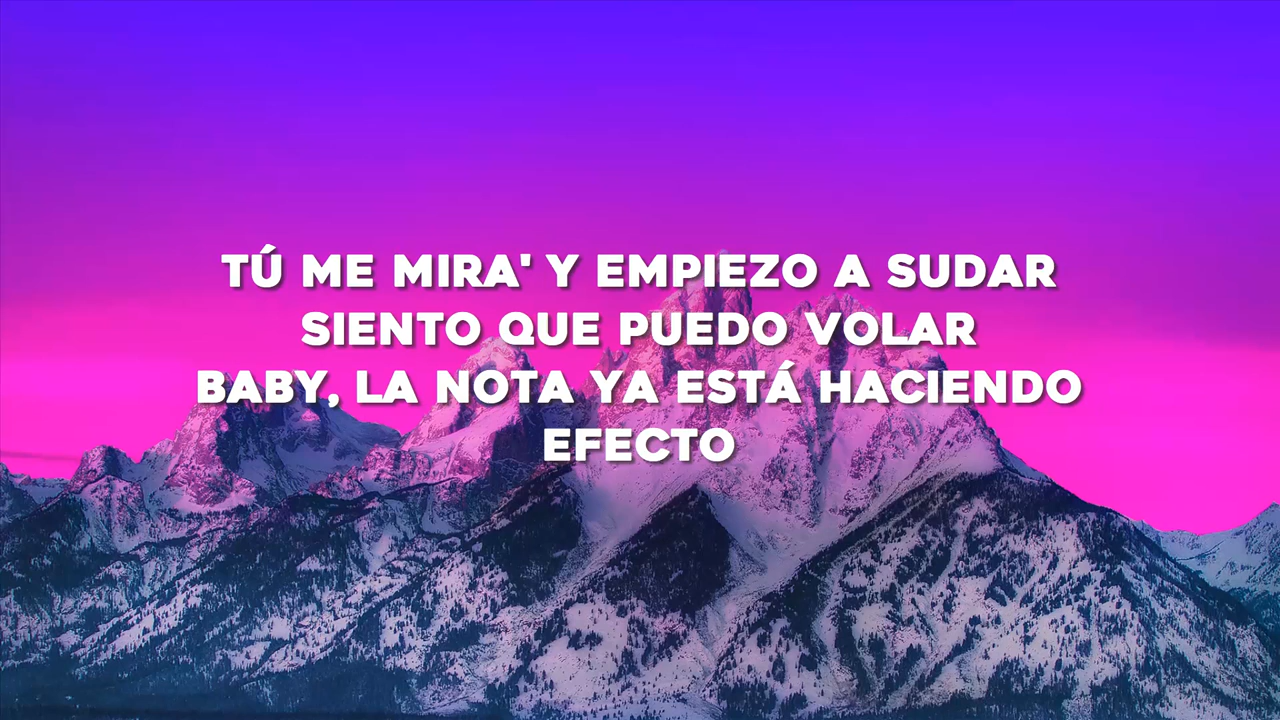 TÚ ME MIRA' Y EMPIEZO A SUDAR
SIENTO QUE PUEDO VOLAR
BABY, LA NOTA YA ESTÁ HACIENDO
EFECTO